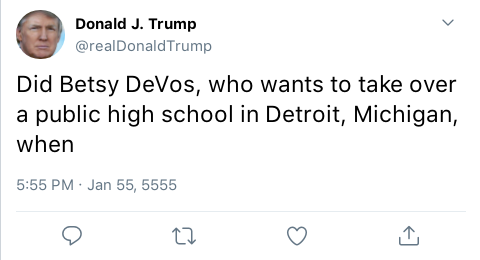 Donald J. Trump
@realDonaldTrump
Did Betsy DeVos, who wants to take over
a public high school in Detroit, Michigan,
when
5:55 PM · Jan 55, 5555